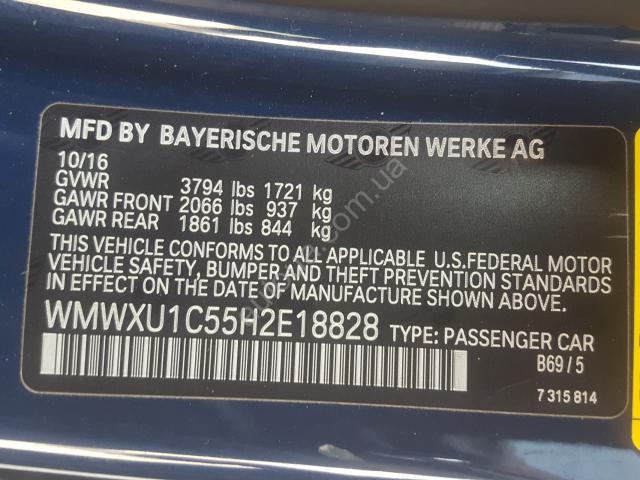 MFD BY BAYERISCHE MOTOREN WERKE AG
10/16
GVWR 3794 lbs 1721 kg
GAWR FRONT 2066 lbs 937 kg
GAWR REAR 1861 lbs 844 kg
THIS VEHICLE CONFORMS TO ALL APPLICABLE U.S.FEDERAL MOTOR
VEHICLE SAFETY, BUMPER AND THEFT PREVENTION STANDARDS
IN EFFECT ON THE DATE OF MANUFACTURE SHOWN ABOVE.
WMWXU1C55H2E18828 TYPE: PASSENGER CAR
B69/5
7 315 814